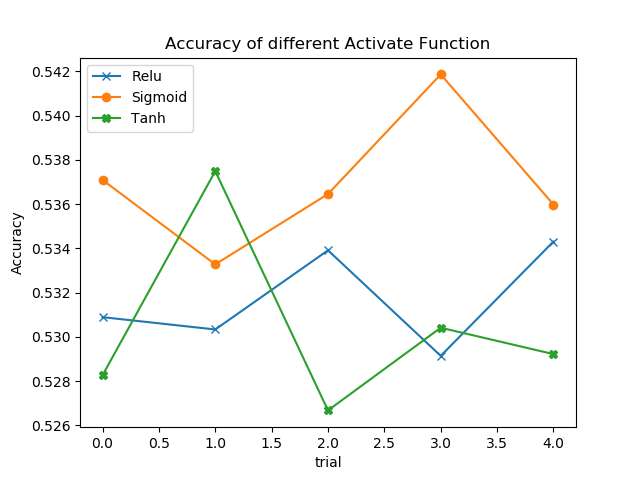 Accuracy of different Activate Function
Relu
Sigmoid
Tanh
0.542
0.540
0.538
0.536
0.534
0.532
0.530
0.528
0.526
Accuracy
0.0 0.5 1.0 1.5 2.0 2.5 3.0 3.5 4.0
trial